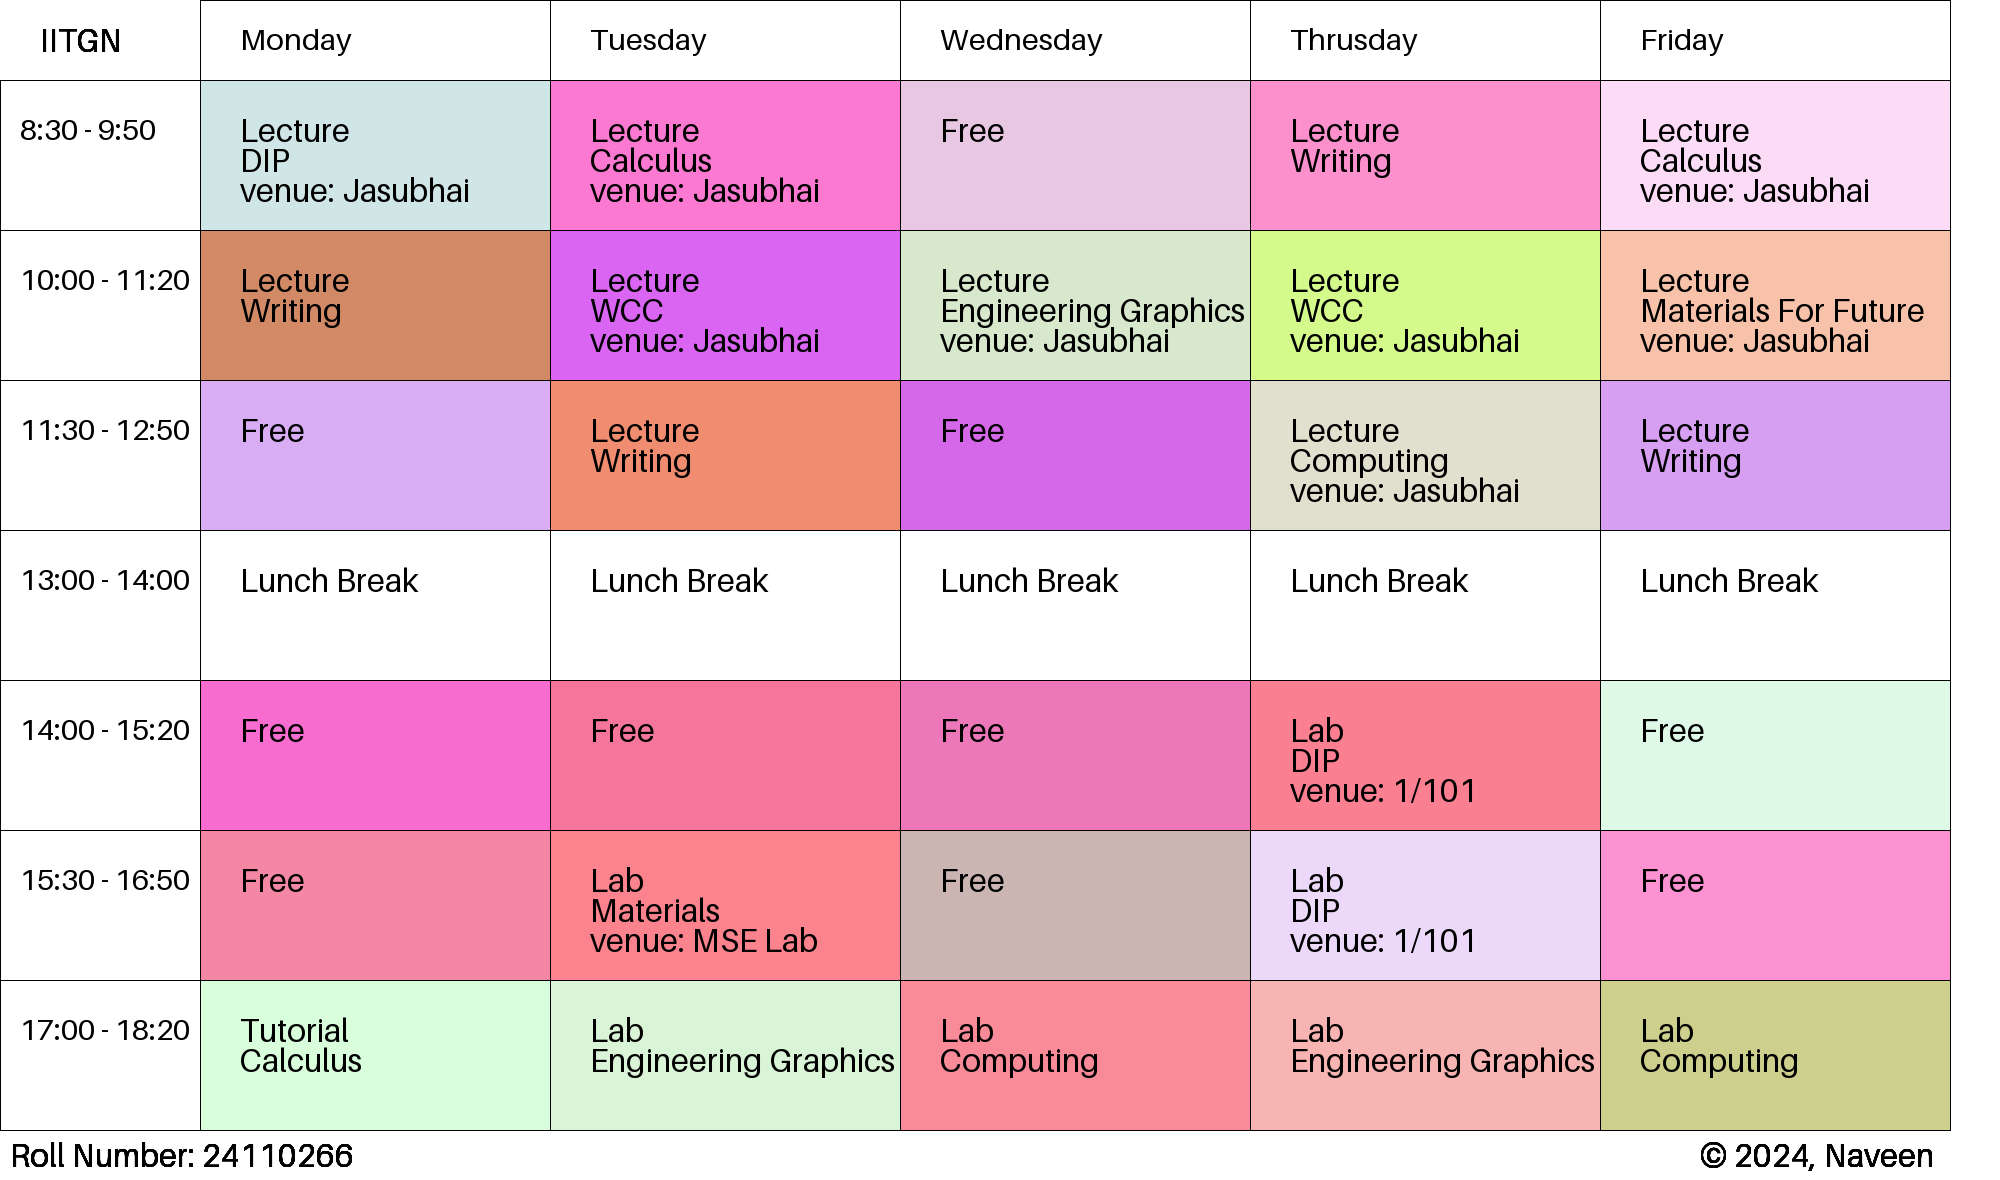 IITGN Monday Tuesday Wednesday Thrusday Friday
8:30 - 9:50
Lecture
DIP
venue: Jasubhai
Lecture
Calculus
venue: Jasubhai
Free
Lecture
Writing
Lecture
Calculus
venue: Jasubhai
10:00 - 11:20
Lecture
Writing
Lecture
WCC
venue: Jasubhai
Lecture
Engineering Graphics
venue: Jasubhai
Lecture
WCC
venue: Jasubhai
Lecture
Materials For Future
venue: Jasubhai
11:30 - 12:50
Free
Lecture
Writing
Free
Lecture
Computing
venue: Jasubhai
Lecture
Writing
13:00 - 14:00
Lunch Break
Lunch Break
Lunch Break
Lunch Break
Lunch Break
14:00 - 15:20
Free
Free
Free
Lab
DIP
venue: 1/101
Free
15:30 - 16:50
Free
Lab
Materials
venue: MSE Lab
Free
Lab
DIP
venue: 1/101
Free
17:00 - 18:20
Tutorial
Calculus
Lab
Engineering Graphics
Lab
Computing
Lab
Engineering Graphics
Lab
Computing
Roll Number: 24110266
© 2024, Naveen